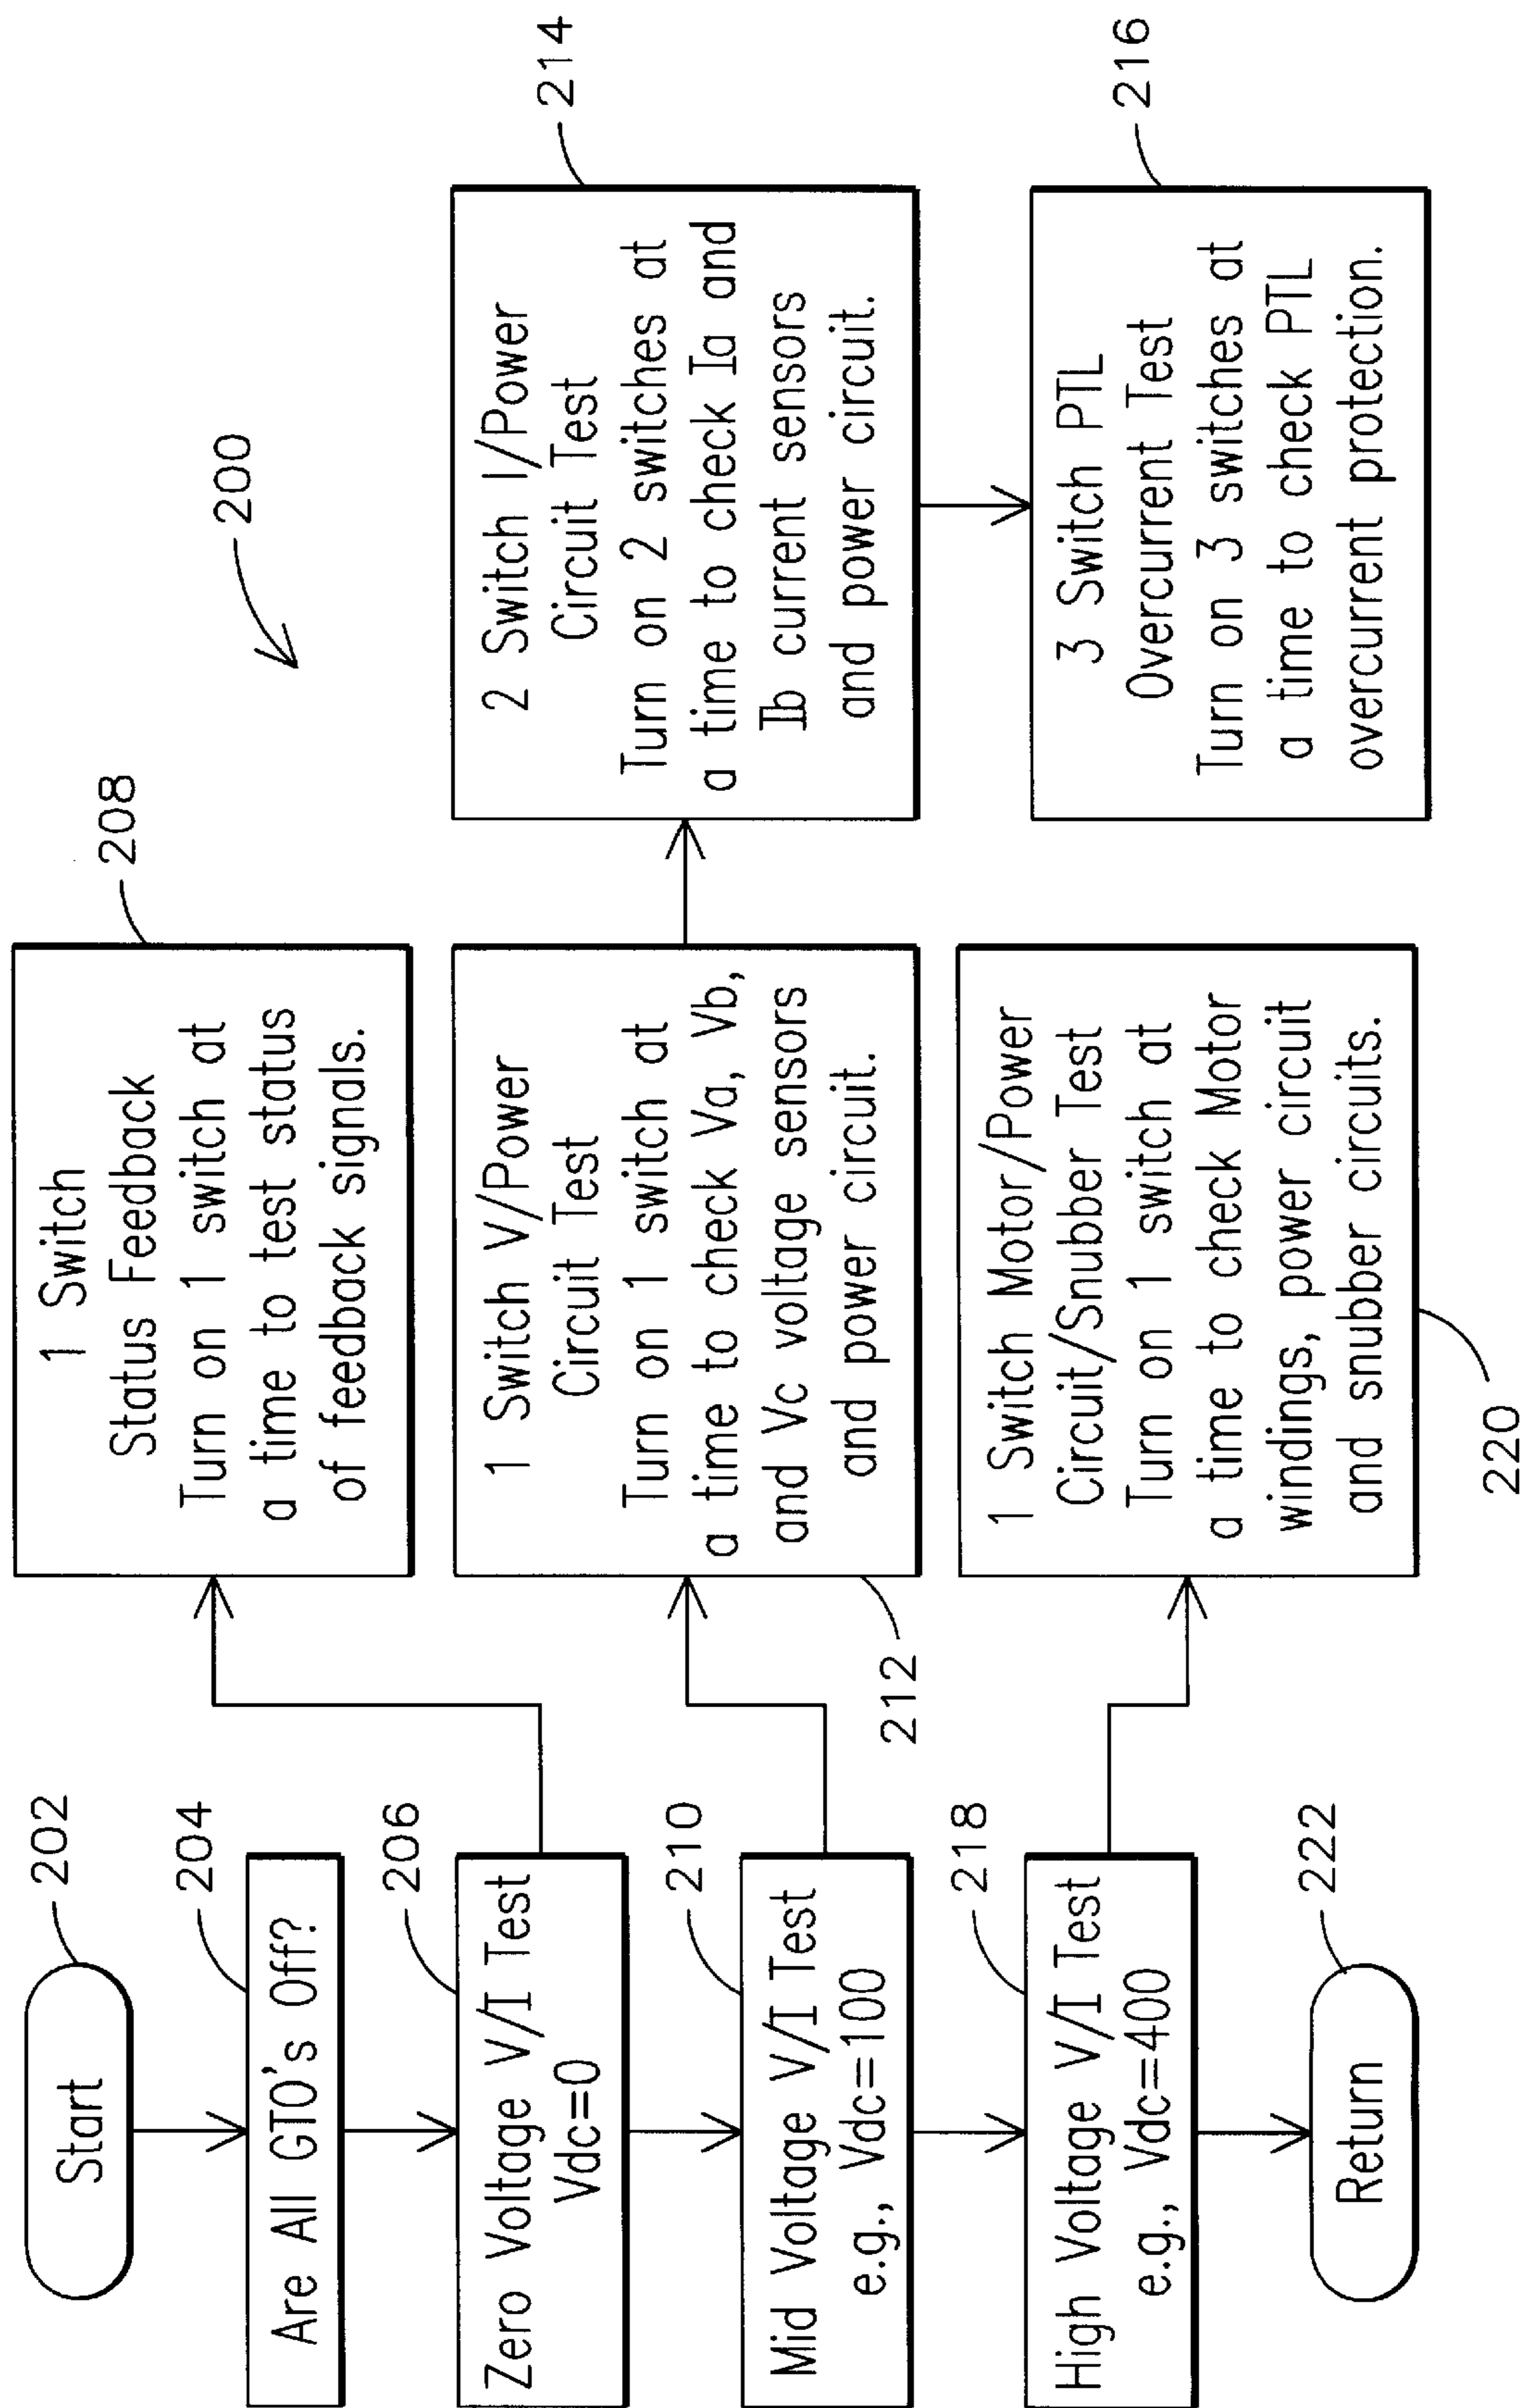 200
Start
202
Are All GTO's Off?
204
Zero Voltage V/I Test
Vdc=0
206
1 Switch
Status Feedback
Turn on 1 switch at
a time to test status
of feedback signals.
208
Mid Voltage V/I Test
e.g., Vdc=100
210
1 Switch V/Power
Circuit Test
Turn on 1 switch at
a time to check Va, Vb,
and Vc voltage sensors
and power circuit.
212
2 Switch I/Power
Circuit Test
Turn on 2 switches at
a time to check Ia and
Ib current sensors
and power circuit.
214
3 Switch PTL
Overcurrent Test
Turn on 3 switches at
a time to check PTL
overcurrent protection.
216
High Voltage V/I Test
e.g., Vdc=400
218
1 Switch Motor/Power
Circuit/Snubber Test
Turn on 1 switch at
a time to check Motor
windings, power circuit
and snubber circuits.
220
Return
222